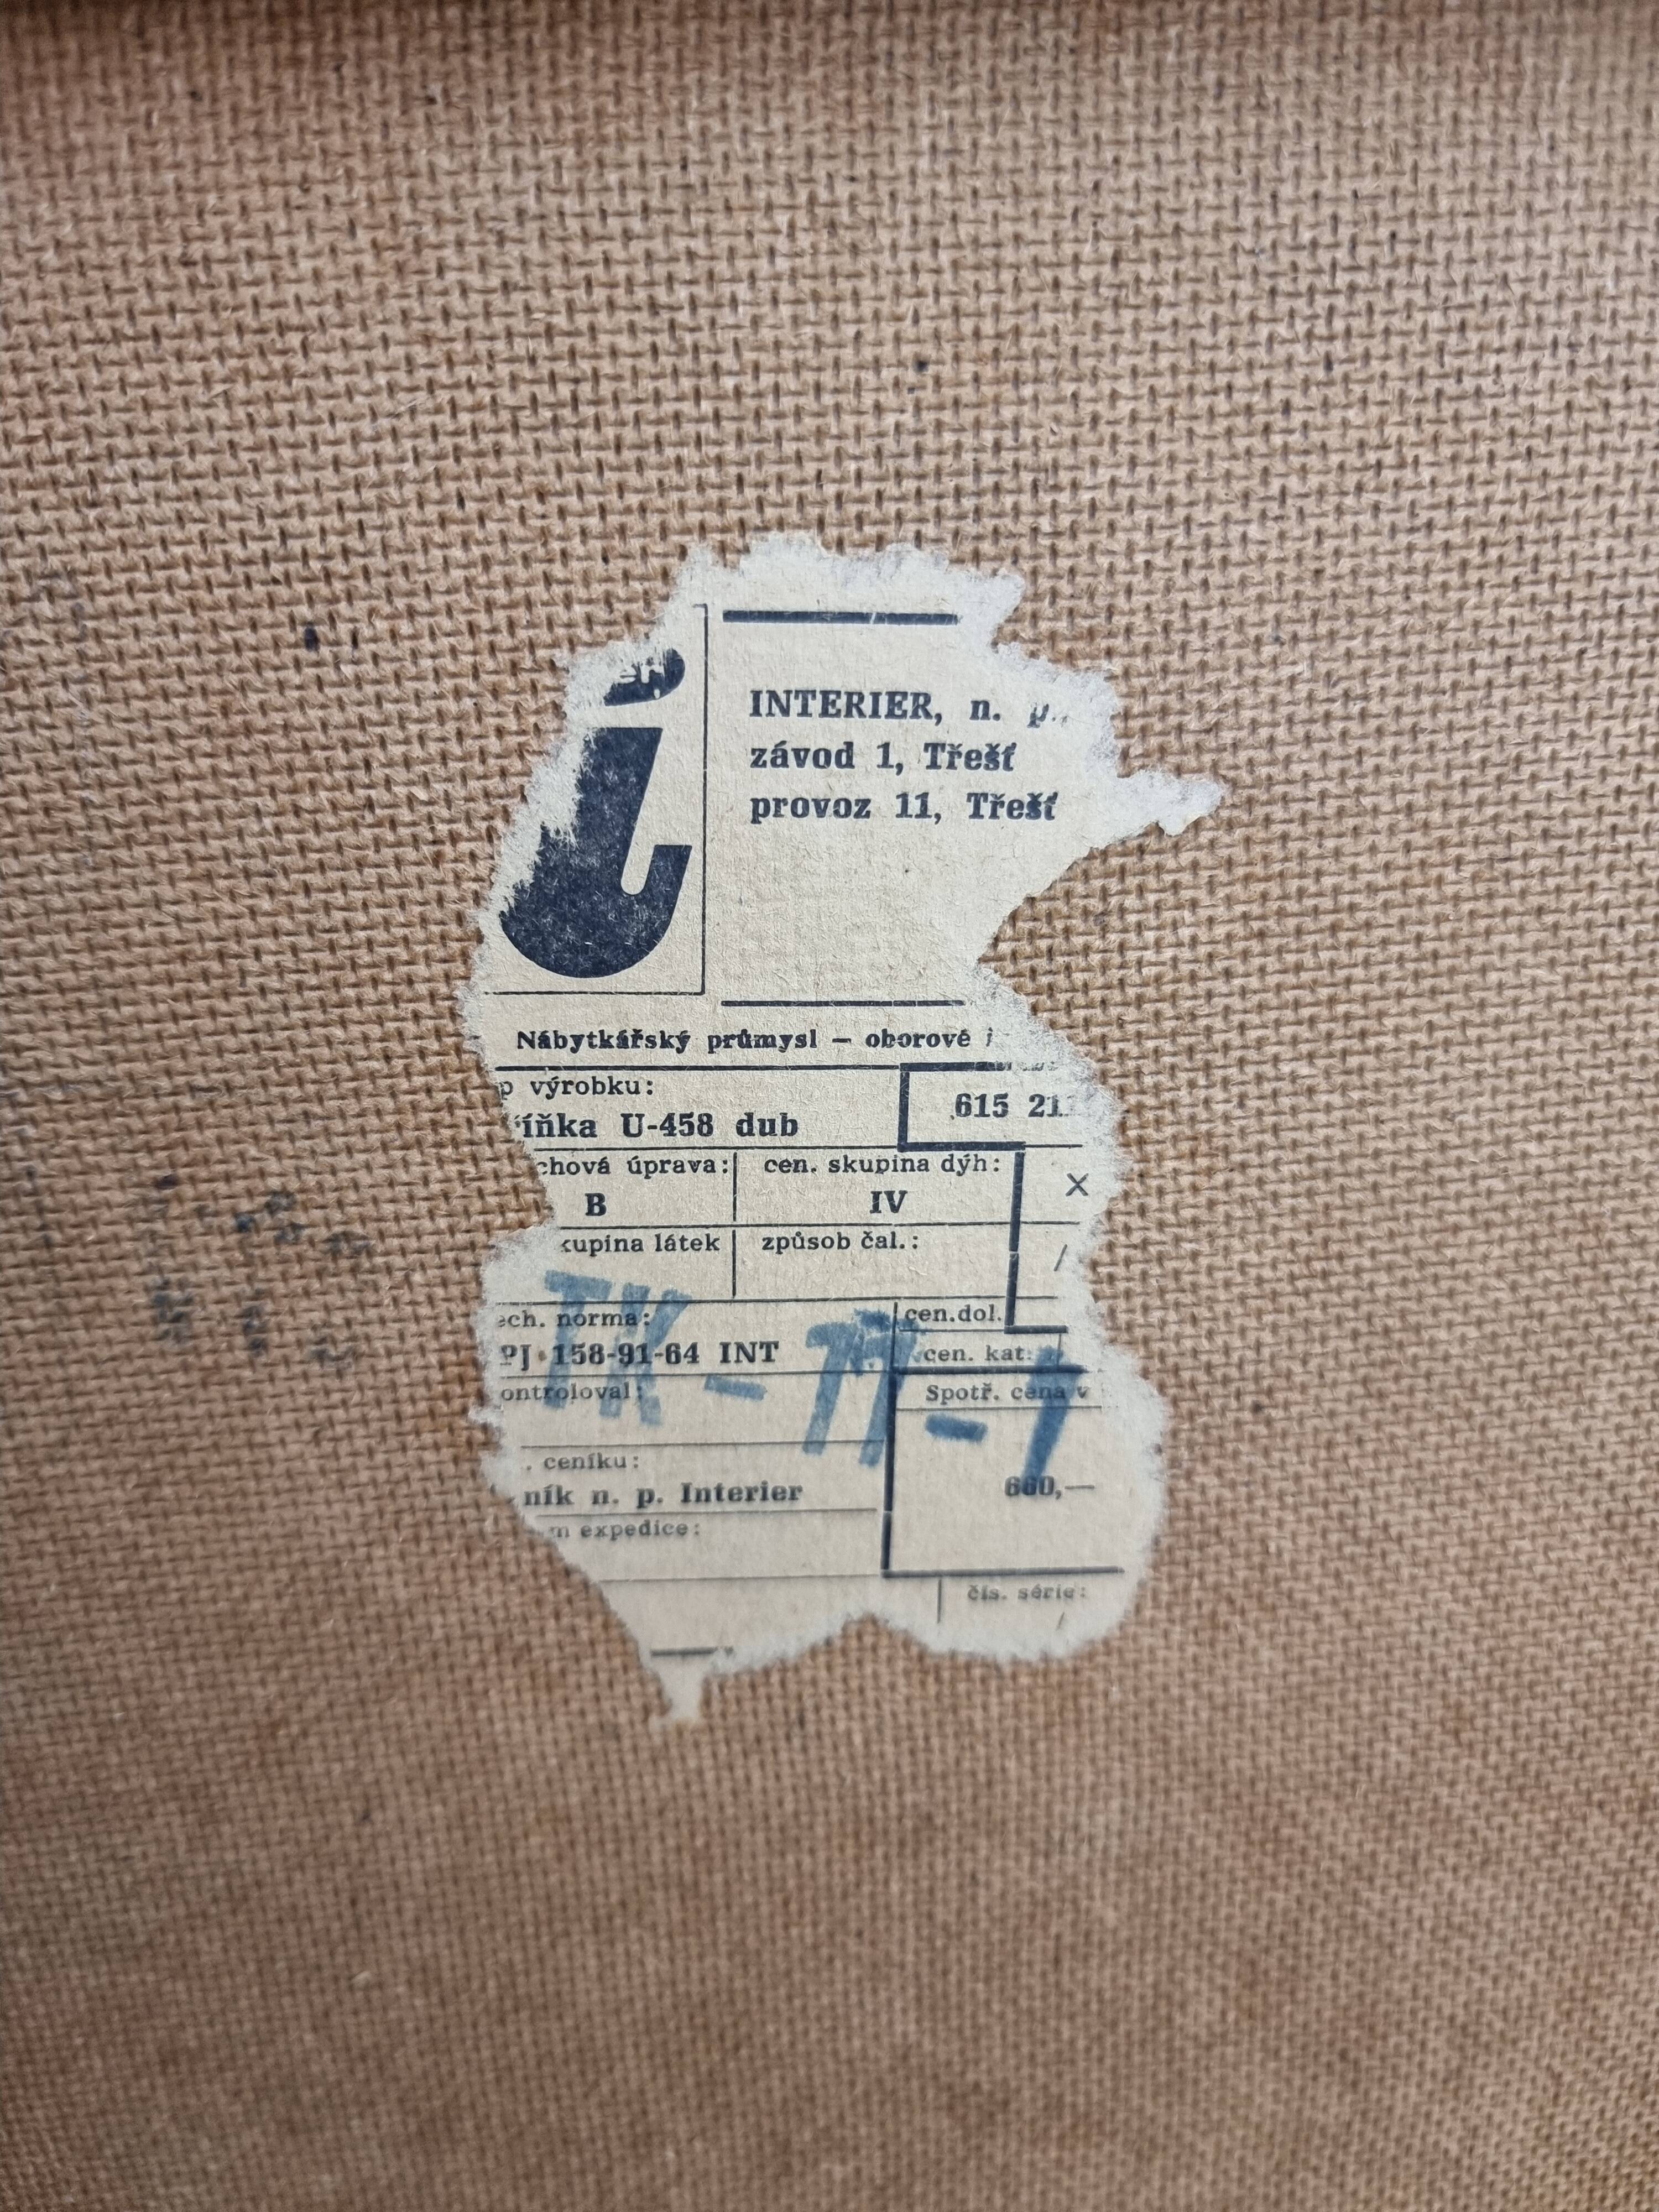 INTERIER, n. p.,
závod 1, Třešť
provoz 11, Třešť
Nábytkářský průmysl — oborové
výrobku:
íňka U-458 dub
615 21
chová úprava:
cen. skupina dýh:
B
IV
×
kupina látek
způsob čal.:
/
ech. norma:
cen.dol.
PJ 158-91-64 INT
cen. kat:
TK - 77 - 1
ontroloval:
Spotř. cena v
. ceníku:
ník n. p. Interier
660,—
m expedice:
čís. série: